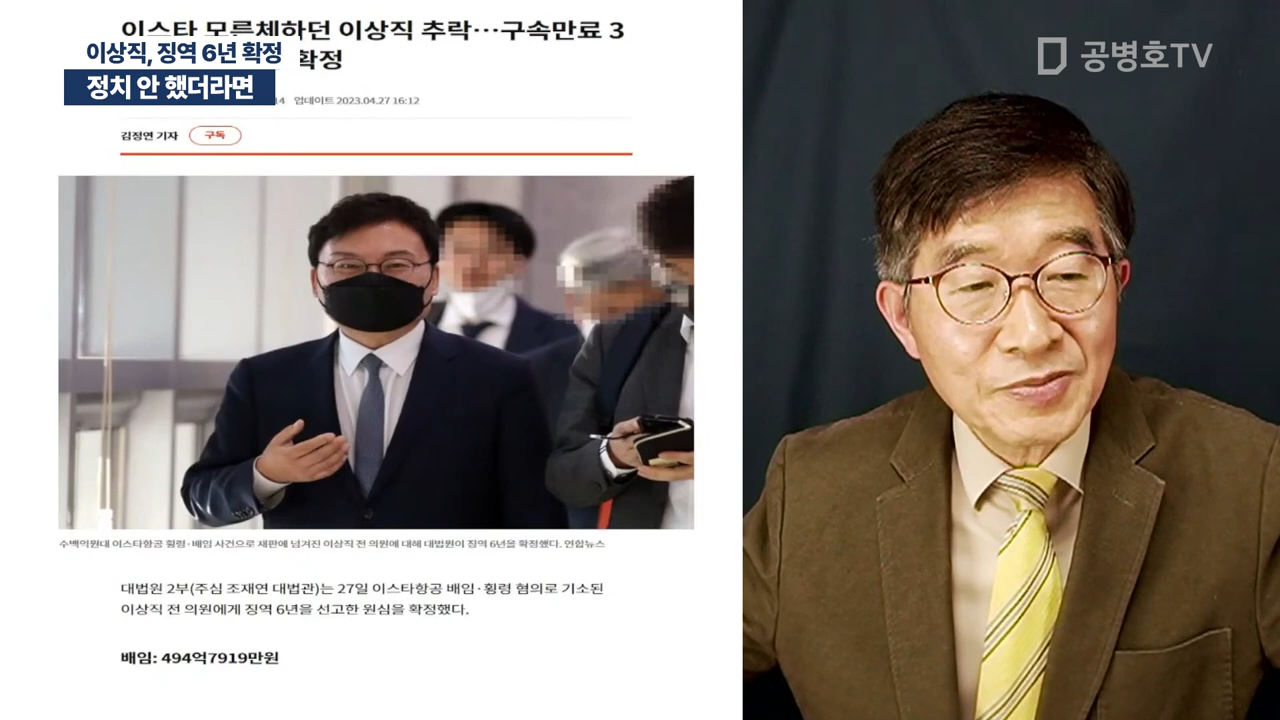 이스타 모른체하던 이상직 추락…구속만료 3
확정
이상직, 징역 6년 확정
정치 안 했더라면
공병호TV
14 업데이트 2023.04.27 16:12
김정연 기자 구독
수백억원대 이스타항공 횡령·배임 사건으로 재판에 넘겨진 이상직 전 의원에 대해 대법원이 징역 6년을 확정했다. 연합뉴스
대법원 2부(주심 조재연 대법관)는 27일 이스타항공 배임·횡령 혐의로 기소된
이상직 전 의원에게 징역 6년을 선고한 원심을 확정했다.
배임: 494억7919만원